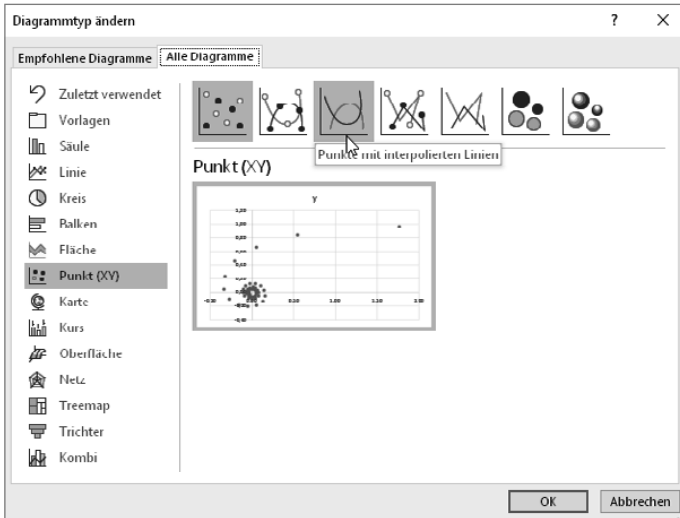 Diagrammtyp ändern
?
Empfohlene Diagramme
Alle Diagramme
Zuletzt verwendet
Vorlagen
Säule
Linie
Kreis
Balken
Fläche
Punkt (XY)
Karte
Kurs
Oberfläche
Netz
Treemap
Trichter
Kombi
Punkte mit interpolierten Linien
Punkt (XY)
y
OK
Abbrechen